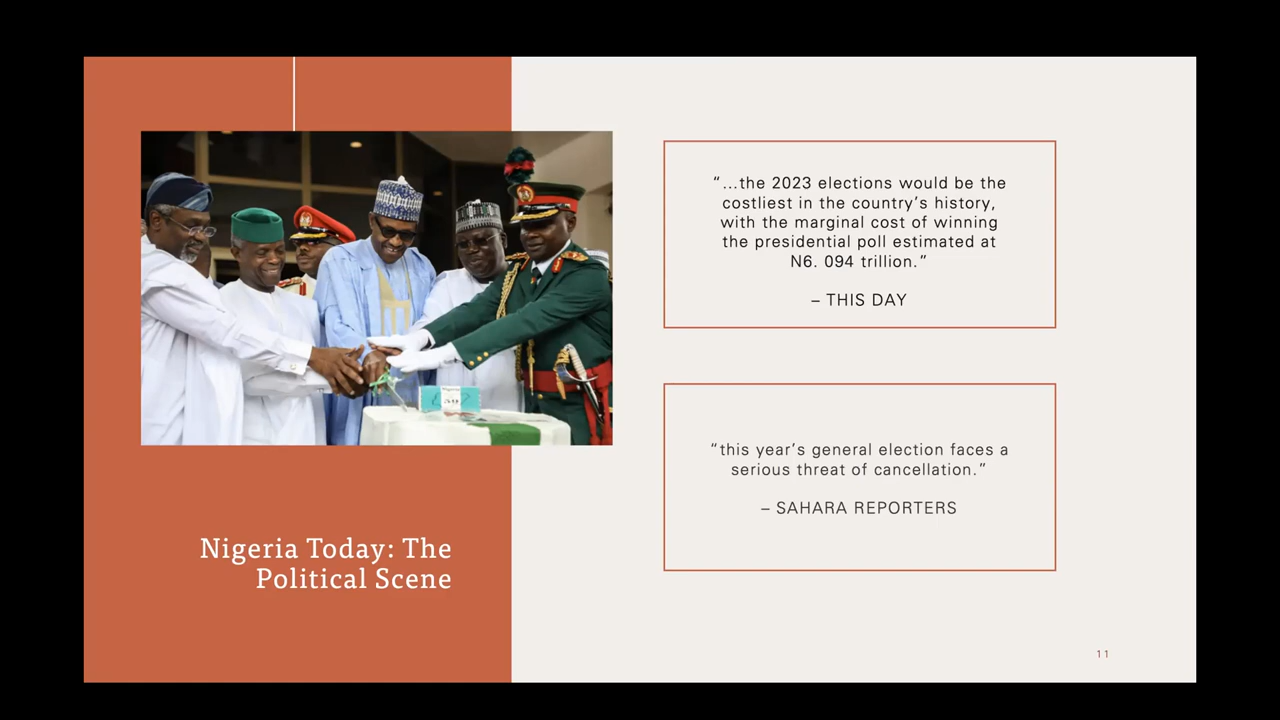 Nigeria Today: The
Political Scene
“...the 2023 elections would be the
costliest in the country’s history,
with the marginal cost of winning
the presidential poll estimated at
N6. 094 trillion.”
– THIS DAY
“this year’s general election faces a
serious threat of cancellation.”
– SAHARA REPORTERS
11